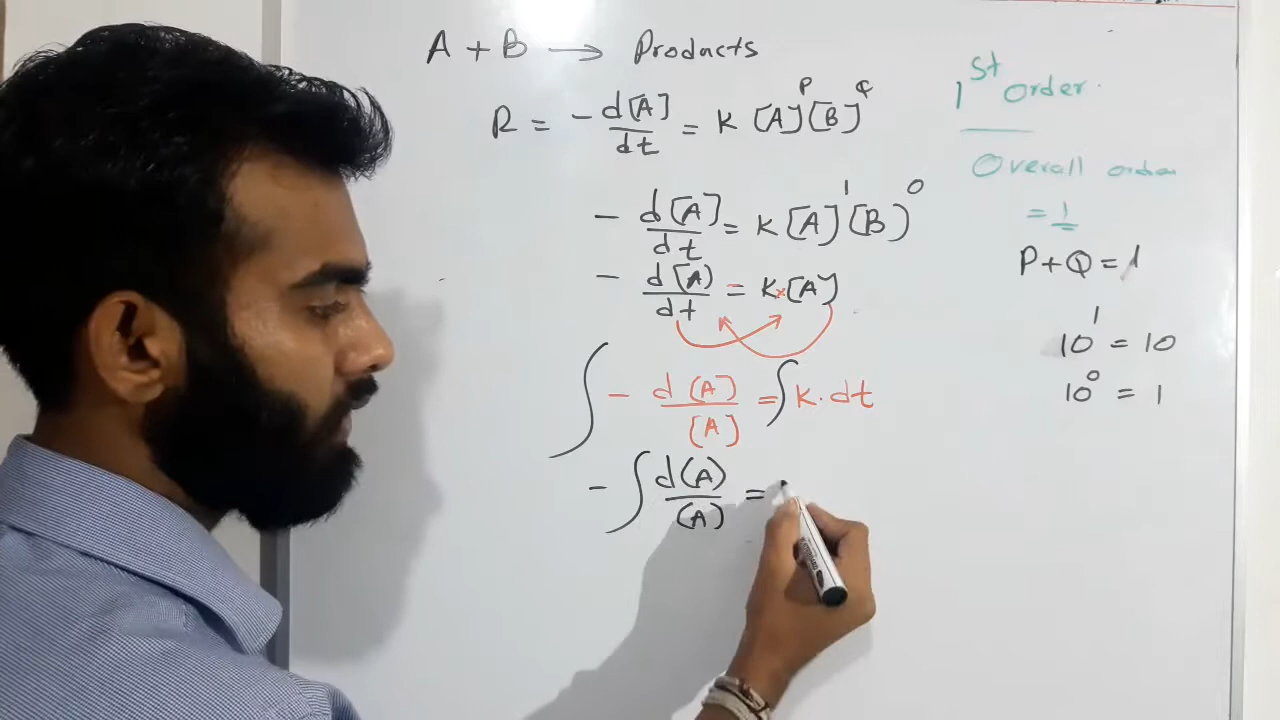 A + B → Products
R = - d[A]/dt = K [A]^P [B]^Q
- d[A]/dt = K [A]^1 [B]^0
- d[A]/dt = K × [A]
∫ - d[A]/[A] = ∫ K . dt
- ∫ d(A)/(A) =
1st order.
Overall order
= 1
P + Q = 1
10^1 = 10
10^0 = 1